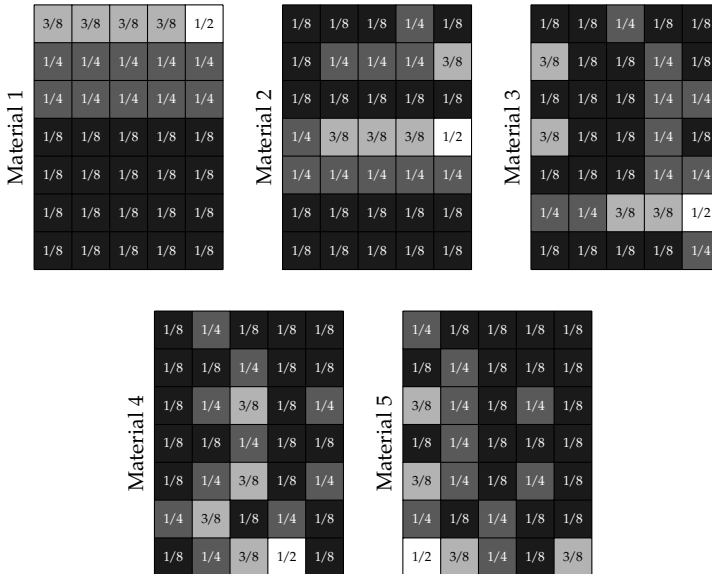 Material 1
3/8 3/8 3/8 3/8 1/2
1/4 1/4 1/4 1/4 1/4
1/4 1/4 1/4 1/4 1/4
1/8 1/8 1/8 1/8 1/8
1/8 1/8 1/8 1/8 1/8
1/8 1/8 1/8 1/8 1/8
1/8 1/8 1/8 1/8 1/8
Material 2
1/8 1/8 1/8 1/4 1/8
1/8 1/4 1/4 1/4 3/8
1/8 1/8 1/8 1/8 1/8
1/4 3/8 3/8 3/8 1/2
1/4 1/4 1/4 1/4 1/4
1/8 1/8 1/8 1/8 1/8
1/8 1/8 1/8 1/8 1/8
Material 3
1/8 1/8 1/4 1/8 1/8
3/8 1/8 1/8 1/4 1/8
1/8 1/8 1/8 1/4 1/4
3/8 1/8 1/8 1/4 1/8
1/8 1/8 1/8 1/4 1/4
1/4 1/4 3/8 3/8 1/2
1/8 1/8 1/8 1/8 1/4
Material 4
1/8 1/4 1/8 1/8 1/8
1/8 1/8 1/4 1/8 1/8
1/8 1/4 3/8 1/8 1/4
1/8 1/8 1/4 1/8 1/8
1/8 1/4 3/8 1/8 1/4
1/4 3/8 1/8 1/4 1/8
1/8 1/4 3/8 1/2 1/8
Material 5
1/4 1/8 1/8 1/8 1/8
1/8 1/4 1/8 1/8 1/8
3/8 1/4 1/8 1/4 1/8
1/8 1/4 1/8 1/8 1/8
3/8 1/4 1/8 1/4 1/8
1/4 1/8 1/4 1/8 1/8
1/2 3/8 1/4 1/8 3/8